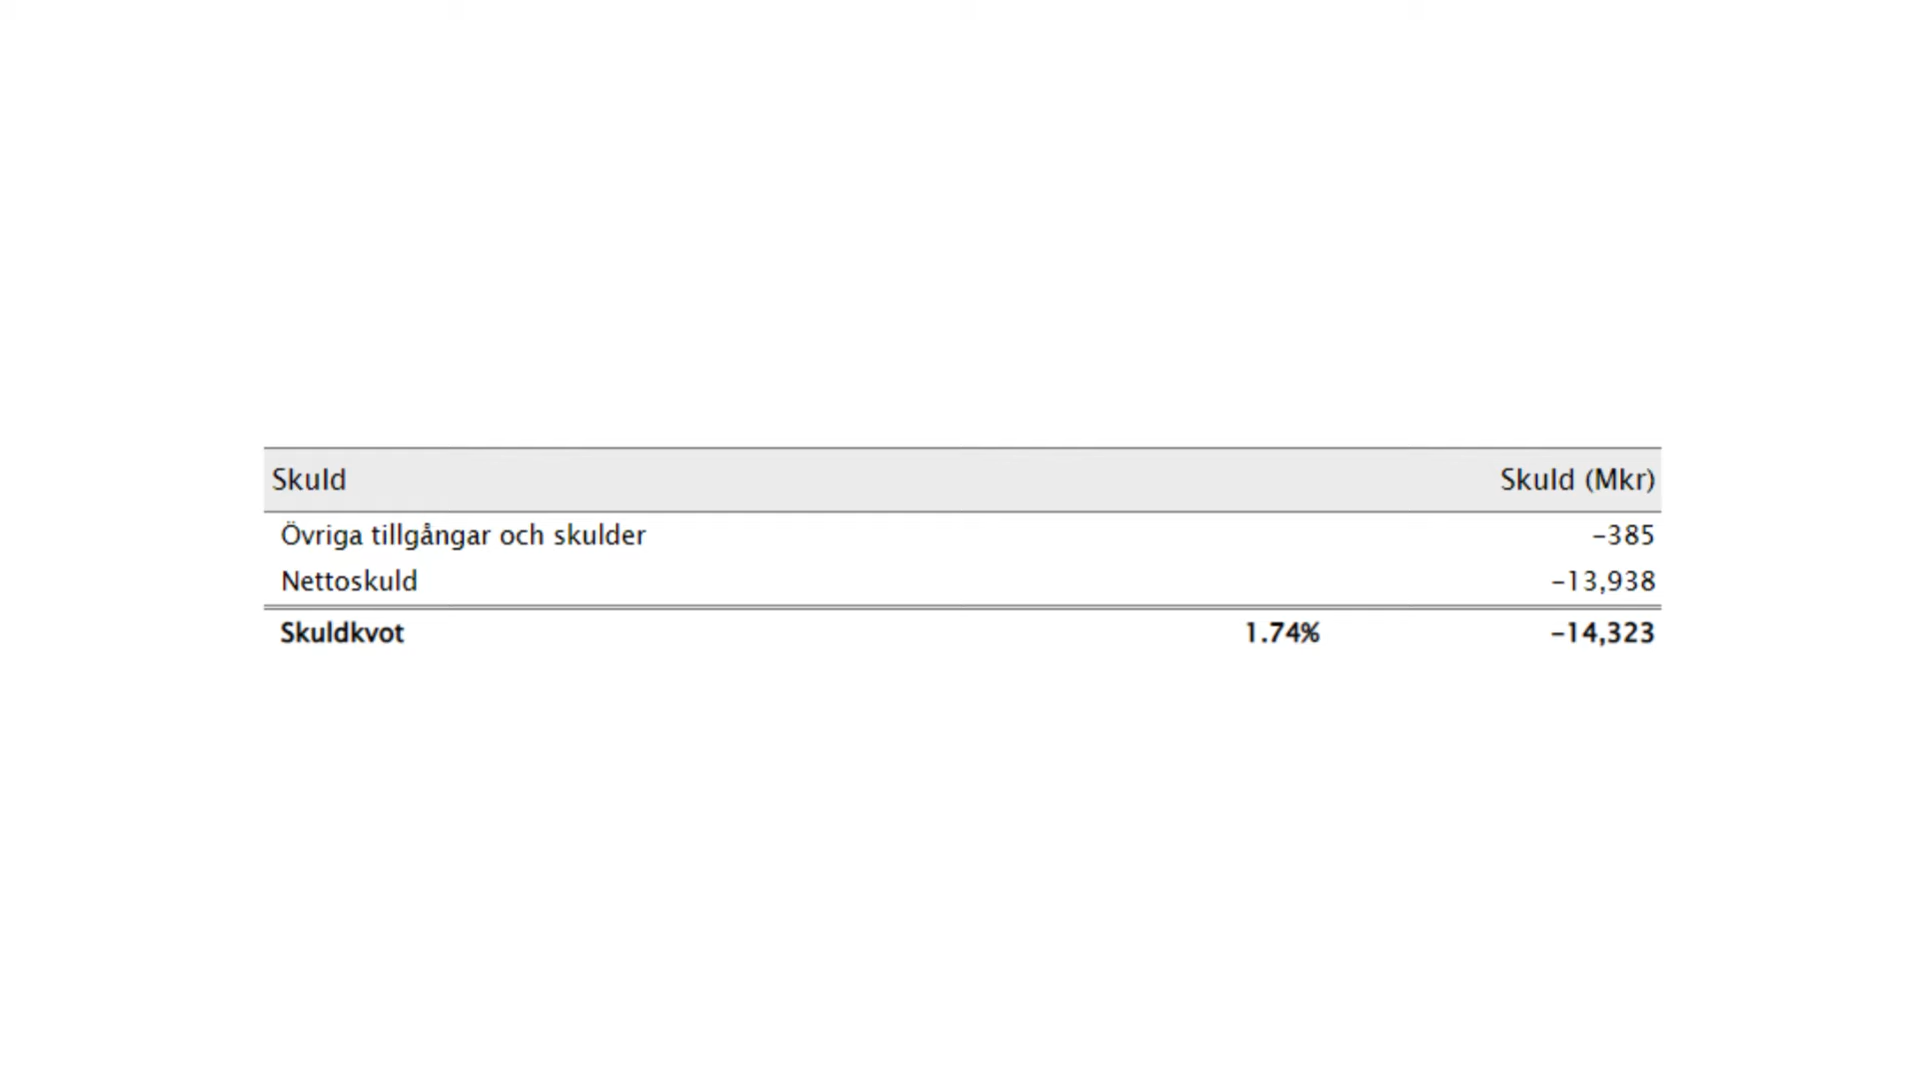 Skuld Skuld (Mkr)
Övriga tillgångar och skulder -385
Nettoskuld -13,938
Skuldkvot 1.74% -14,323